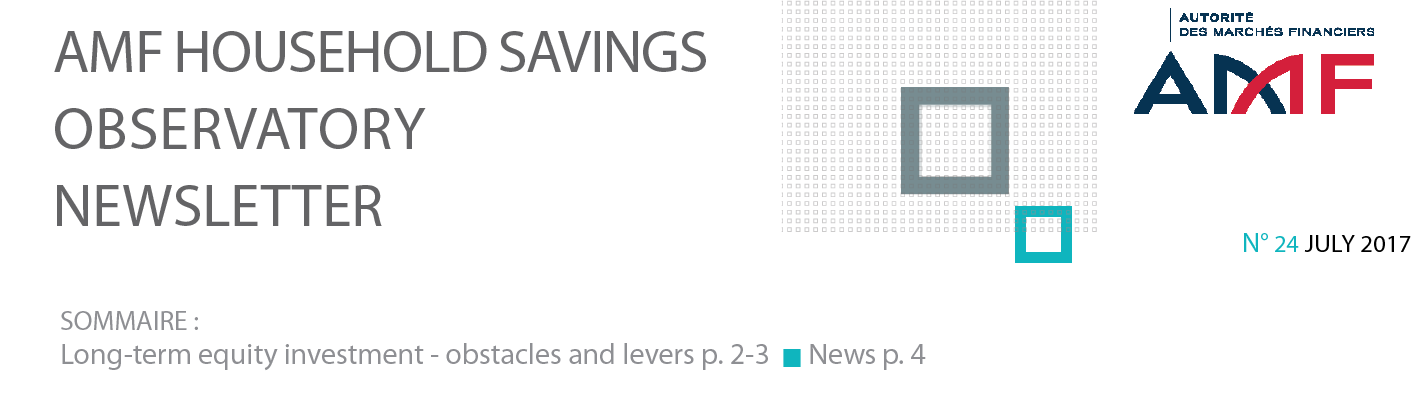 AMF HOUSEHOLD SAVINGS
OBSERVATORY
NEWSLETTER
AUTORITÉ
DES MARCHÉS FINANCIERS
AMF
N° 24 JULY 2017
SOMMAIRE :
Long-term equity investment - obstacles and levers p. 2-3 ■ News p. 4